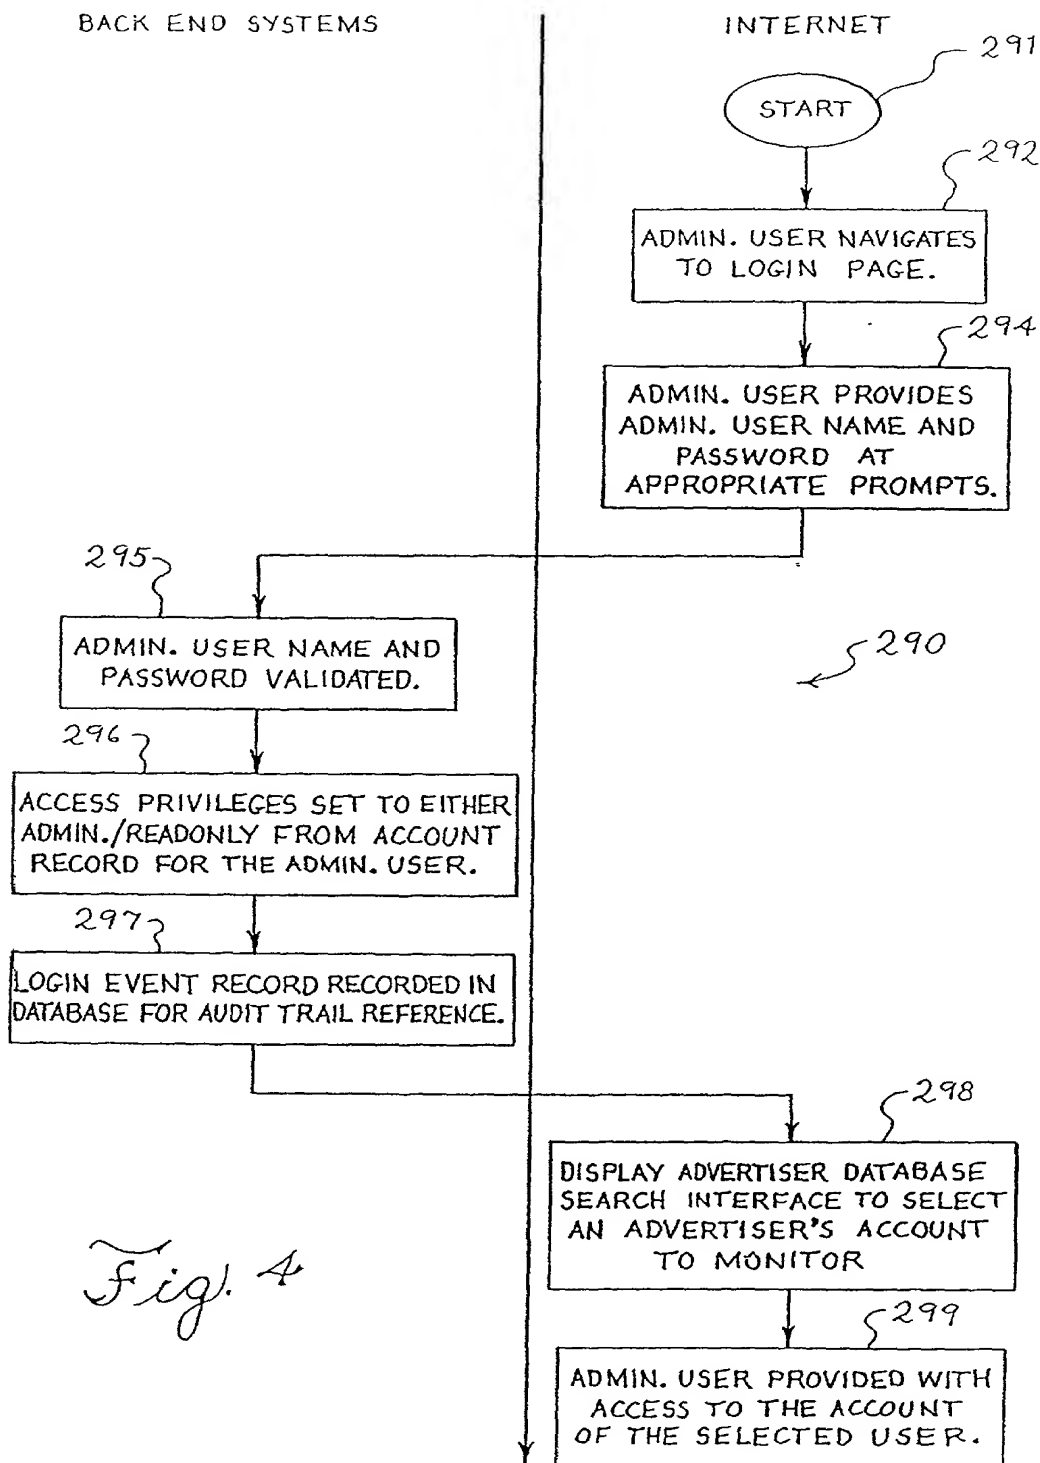 BACK END SYSTEMS
INTERNET
291
START
292
ADMIN. USER NAVIGATES
TO LOGIN PAGE.
294
ADMIN. USER PROVIDES
ADMIN. USER NAME AND
PASSWORD AT
APPROPRIATE PROMPTS.
295
ADMIN. USER NAME AND
PASSWORD VALIDATED.
290
296
ACCESS PRIVILEGES SET TO EITHER
ADMIN./READONLY FROM ACCOUNT
RECORD FOR THE ADMIN. USER.
297
LOGIN EVENT RECORD RECORDED IN
DATABASE FOR AUDIT TRAIL REFERENCE.
298
DISPLAY ADVERTISER DATABASE
SEARCH INTERFACE TO SELECT
AN ADVERTISER'S ACCOUNT
TO MONITOR
Fig. 4
299
ADMIN. USER PROVIDED WITH
ACCESS TO THE ACCOUNT
OF THE SELECTED USER.